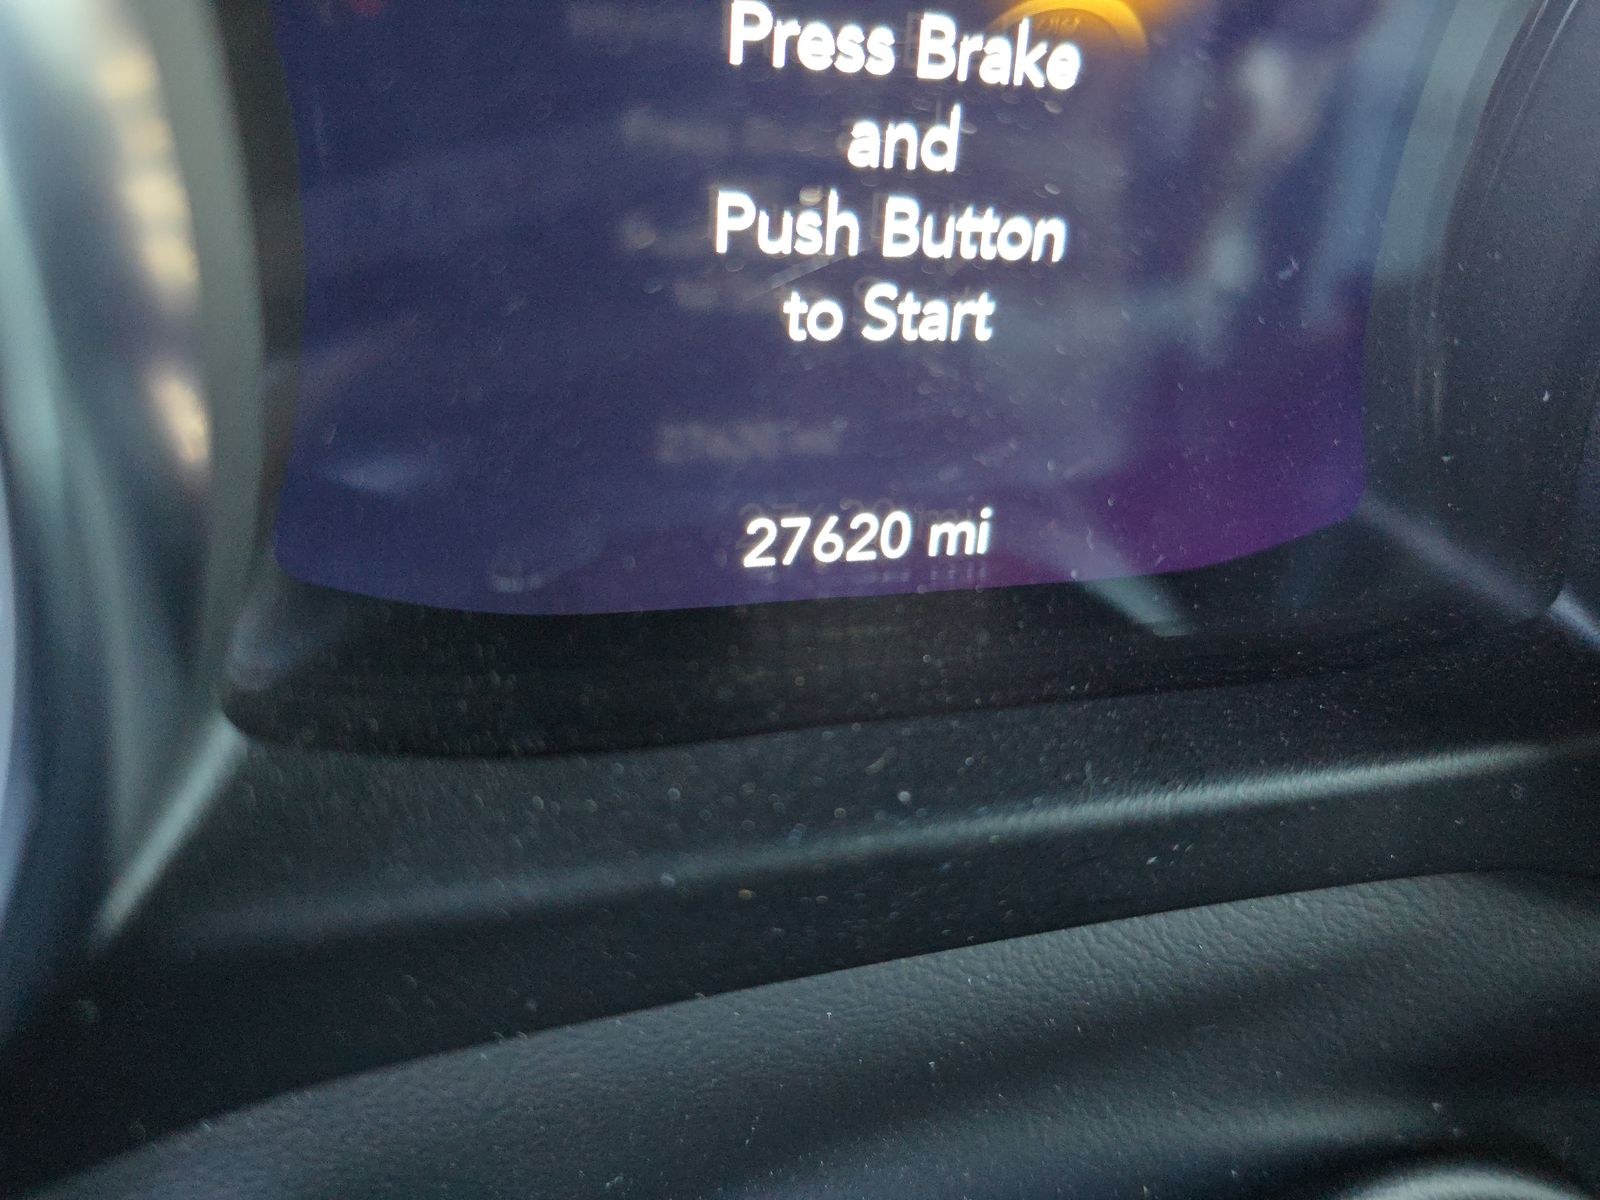 Press Brake
and
Push Button
to Start
27620 mi